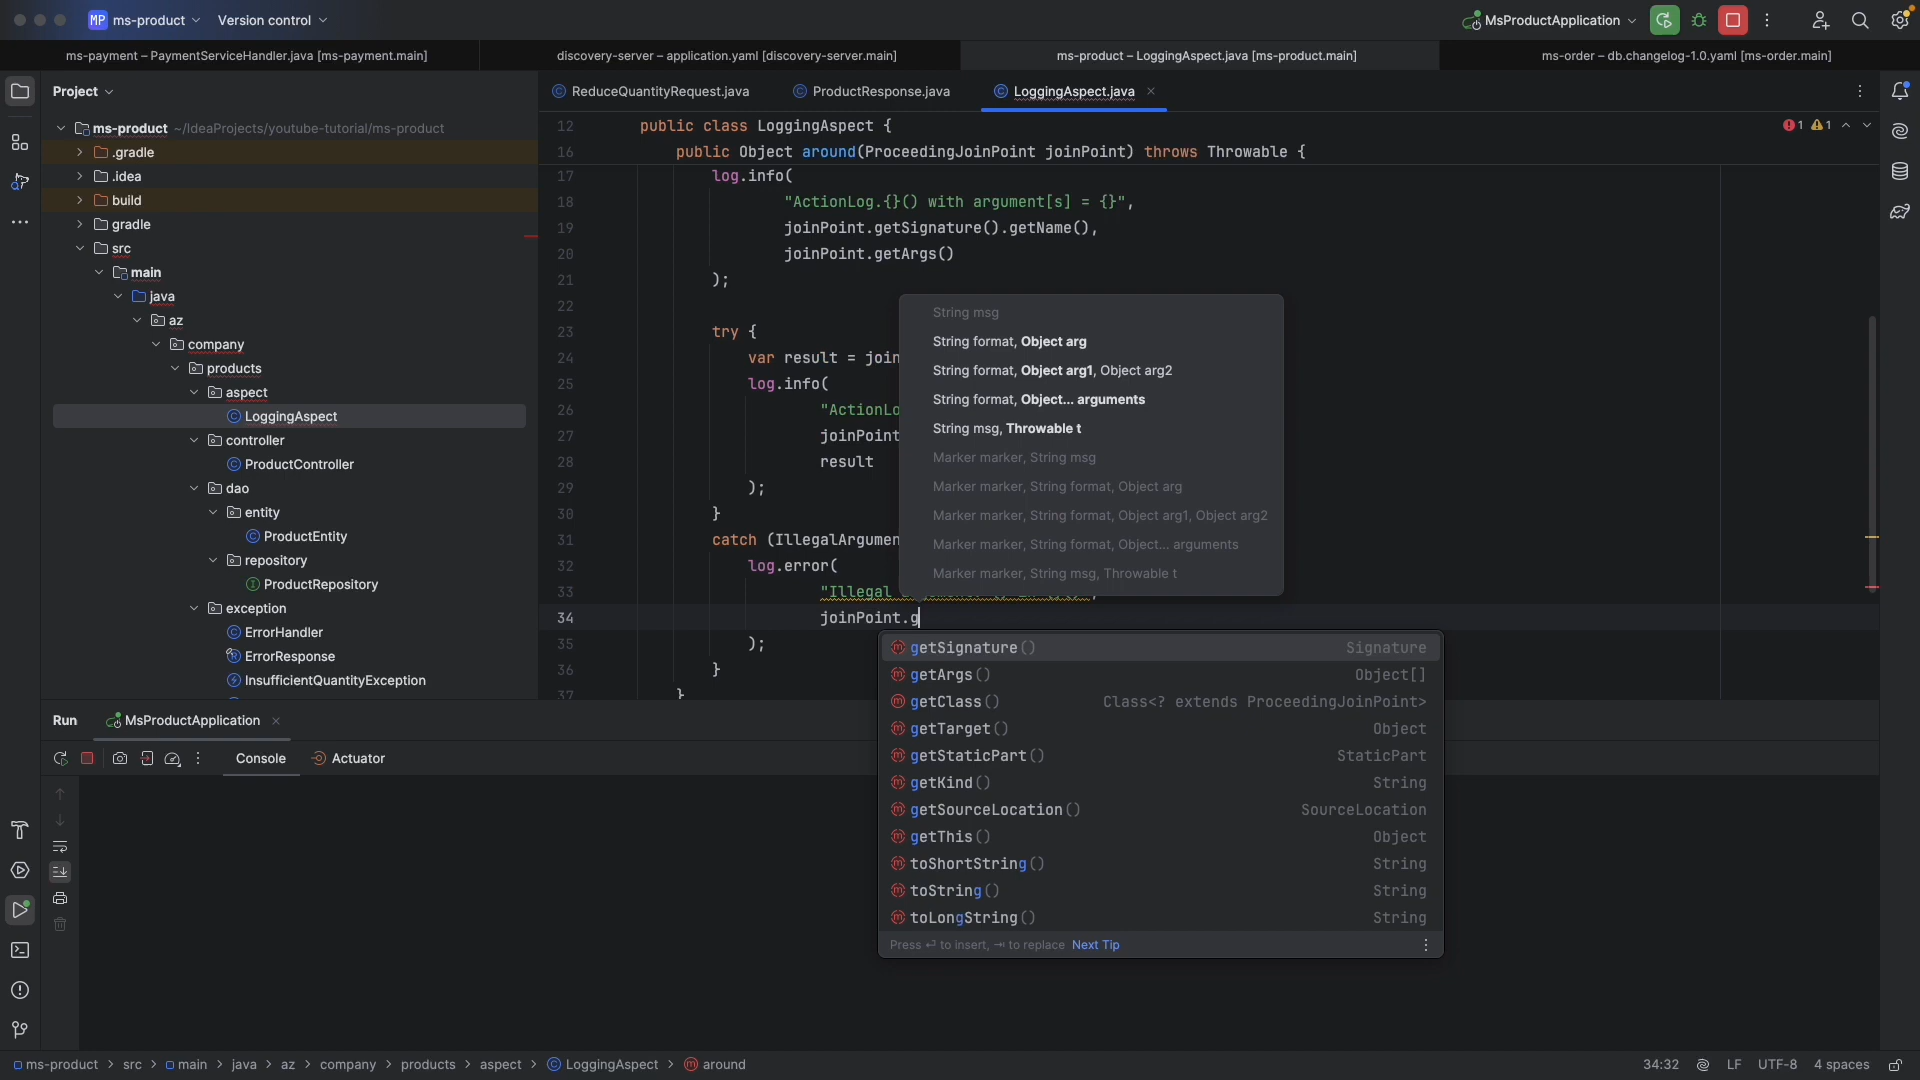 MP ms-product Version control MsProductApplication
ms-payment – PaymentServiceHandler.java [ms-payment.main] discovery-server – application.yaml [discovery-server.main] ms-product – LoggingAspect.java [ms-product.main] ms-order – db.changelog-1.0.yaml [ms-order.main]
Project
ms-product ~/IdeaProjects/youtube-tutorial/ms-product
.gradle
.idea
build
gradle
src
main
java
az
company
products
aspect
LoggingAspect
controller
ProductController
dao
entity
ProductEntity
repository
ProductRepository
exception
ErrorHandler
ErrorResponse
InsufficientQuantityException
ReduceQuantityRequest.java ProductResponse.java LoggingAspect.java
1 1
12 public class LoggingAspect {
16 public Object around(ProceedingJoinPoint joinPoint) throws Throwable {
17 log.info(
18 "ActionLog.{}() with argument[s] = {}",
19 joinPoint.getSignature().getName(),
20 joinPoint.getArgs()
21 );
22
23 try {
24 var result = join
25 log.info(
26 "ActionLo
27 joinPoint
28 result
29 );
30 }
31 catch (IllegalArgumen
32 log.error(
33 "Illegal
34 joinPoint.g
35 );
36 }
37 }
String msg
String format, Object arg
String format, Object arg1, Object arg2
String format, Object... arguments
String msg, Throwable t
Marker marker, String msg
Marker marker, String format, Object arg
Marker marker, String format, Object arg1, Object arg2
Marker marker, String format, Object... arguments
Marker marker, String msg, Throwable t
getSignature() Signature
getArgs() Object[]
getClass() Class<? extends ProceedingJoinPoint>
getTarget() Object
getStaticPart() StaticPart
getKind() String
getSourceLocation() SourceLocation
getThis() Object
toShortString() String
toString() String
toLongString() String
Press ⏎ to insert, ⇥ to replace Next Tip
Run MsProductApplication
Console Actuator
ms-product > src > main > java > az > company > products > aspect > LoggingAspect > around 34:32 LF UTF-8 4 spaces